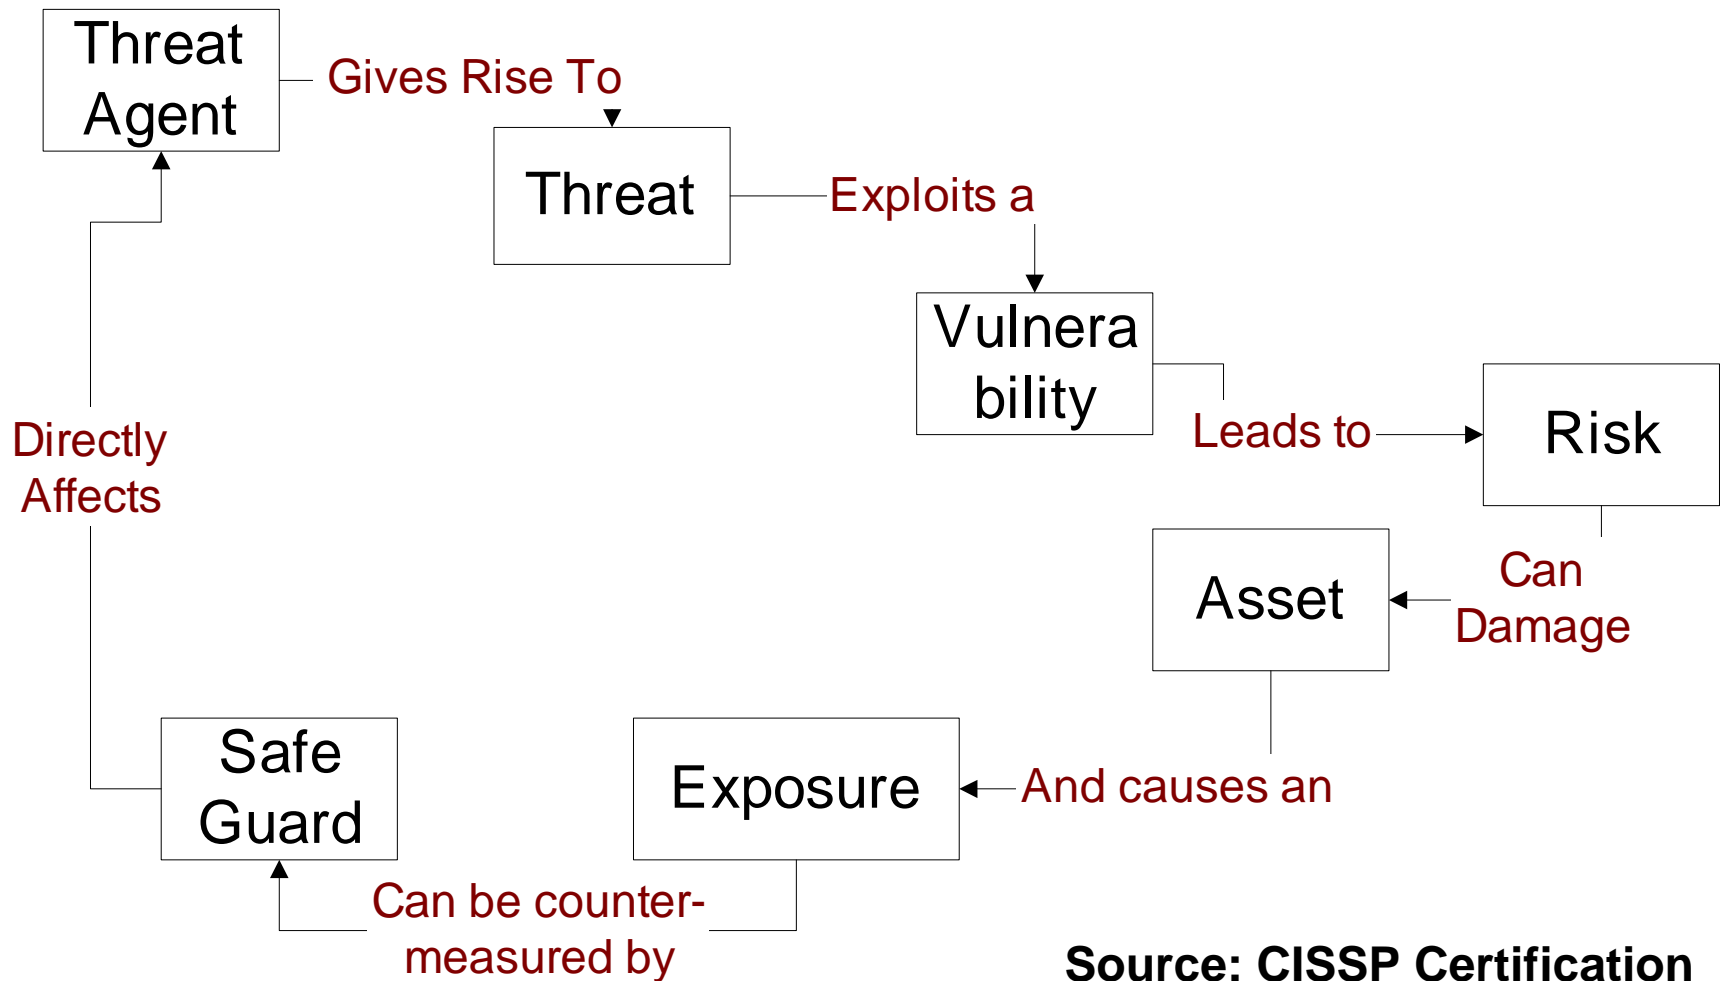 Threat
Agent
Gives Rise To
Threat
Exploits a
Vulnera
bility
Leads to
Risk
Can
Damage
Asset
And causes an
Exposure
Can be counter-
measured by
Safe
Guard
Directly
Affects
Source: CISSP Certification